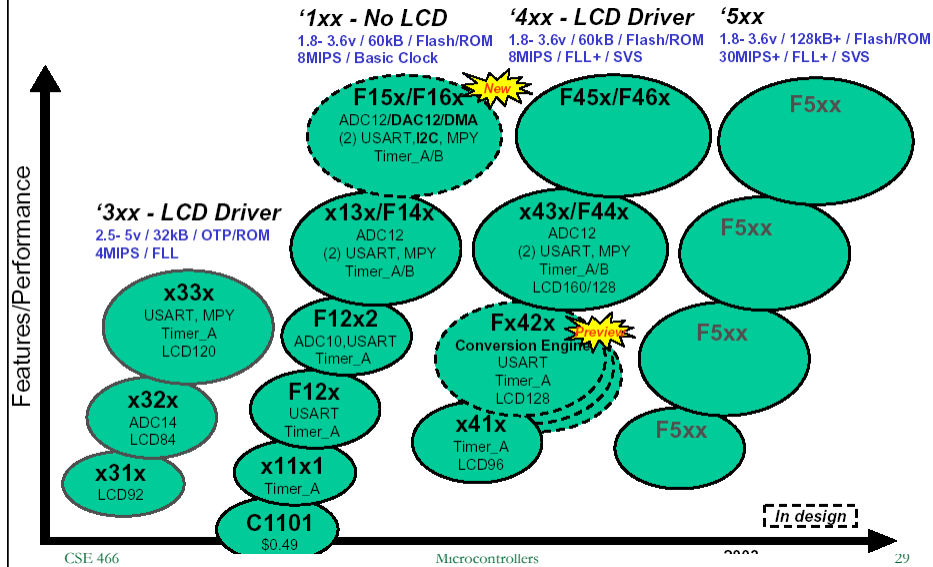 ‘1xx - No LCD
1.8- 3.6v / 60kB / Flash/ROM
8MIPS / Basic Clock
‘4xx - LCD Driver
1.8- 3.6v / 60kB / Flash/ROM
8MIPS / FLL+ / SVS
‘5xx
1.8- 3.6v / 128kB+ / Flash/ROM
30MIPS+ / FLL+ / SVS
New
F15x/F16x
ADC12/DAC12/DMA
(2) USART,I2C, MPY
Timer_A/B
F45x/F46x
F5xx
‘3xx - LCD Driver
2.5- 5v / 32kB / OTP/ROM
4MIPS / FLL
x13x/F14x
ADC12
(2) USART, MPY
Timer_A/B
x43x/F44x
ADC12
(2) USART, MPY
Timer_A/B
LCD160/128
F5xx
x33x
USART, MPY
Timer_A
LCD120
F12x2
ADC10,USART
Timer_A
Fx42x
Conversion Engine
USART
Timer_A
LCD128
Preview
F5xx
x32x
ADC14
LCD84
F12x
USART
Timer_A
x41x
Timer_A
LCD96
F5xx
x31x
LCD92
x11x1
Timer_A
C1101
$0.49
Features/Performance
In design
CSE 466
Microcontrollers
29